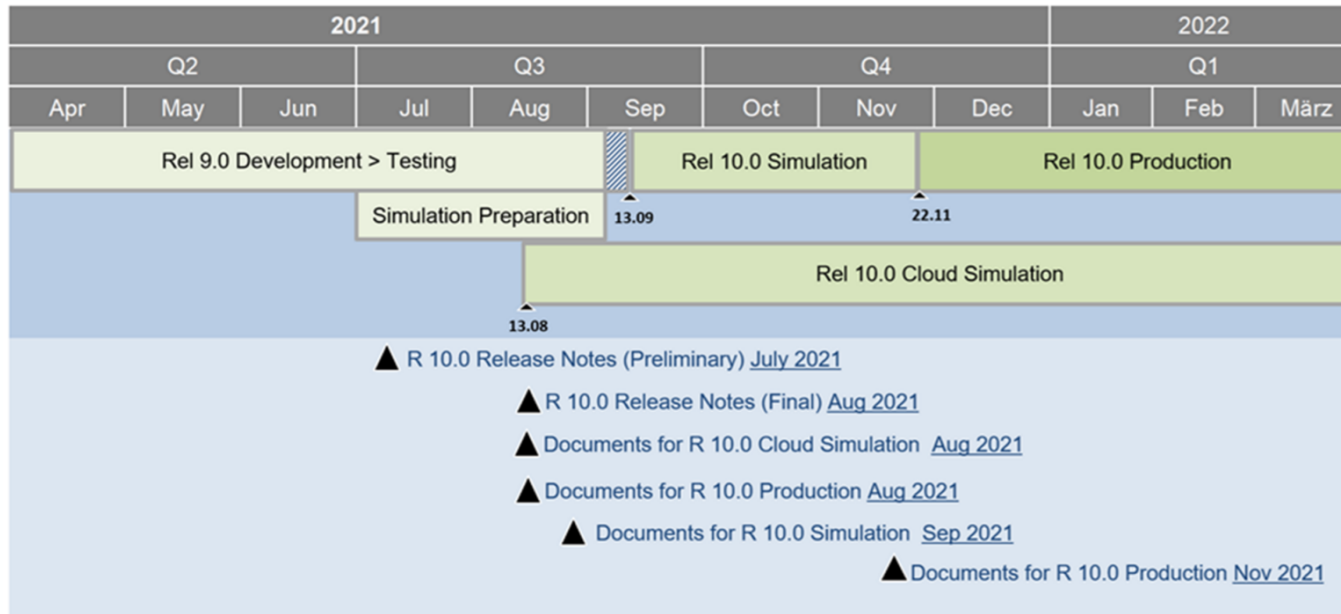 2021 2022
Q2 Q3 Q4 Q1
Apr May Jun Jul Aug Sep Oct Nov Dec Jan Feb März
Rel 9.0 Development > Testing Rel 10.0 Simulation Rel 10.0 Production
Simulation Preparation 13.09 22.11
Rel 10.0 Cloud Simulation
13.08
R 10.0 Release Notes (Preliminary) July 2021
R 10.0 Release Notes (Final) Aug 2021
Documents for R 10.0 Cloud Simulation Aug 2021
Documents for R 10.0 Production Aug 2021
Documents for R 10.0 Simulation Sep 2021
Documents for R 10.0 Production Nov 2021